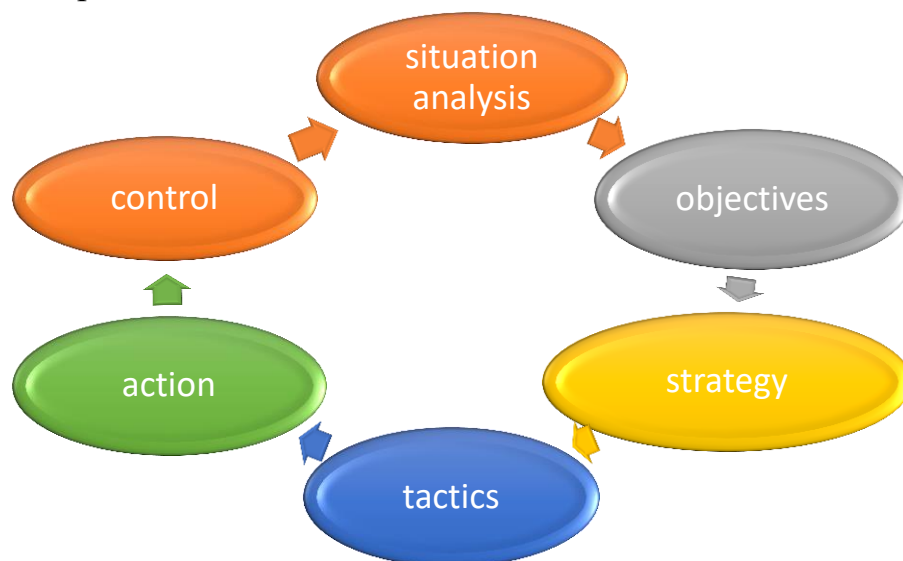 situation
analysis
objectives
strategy
tactics
action
control